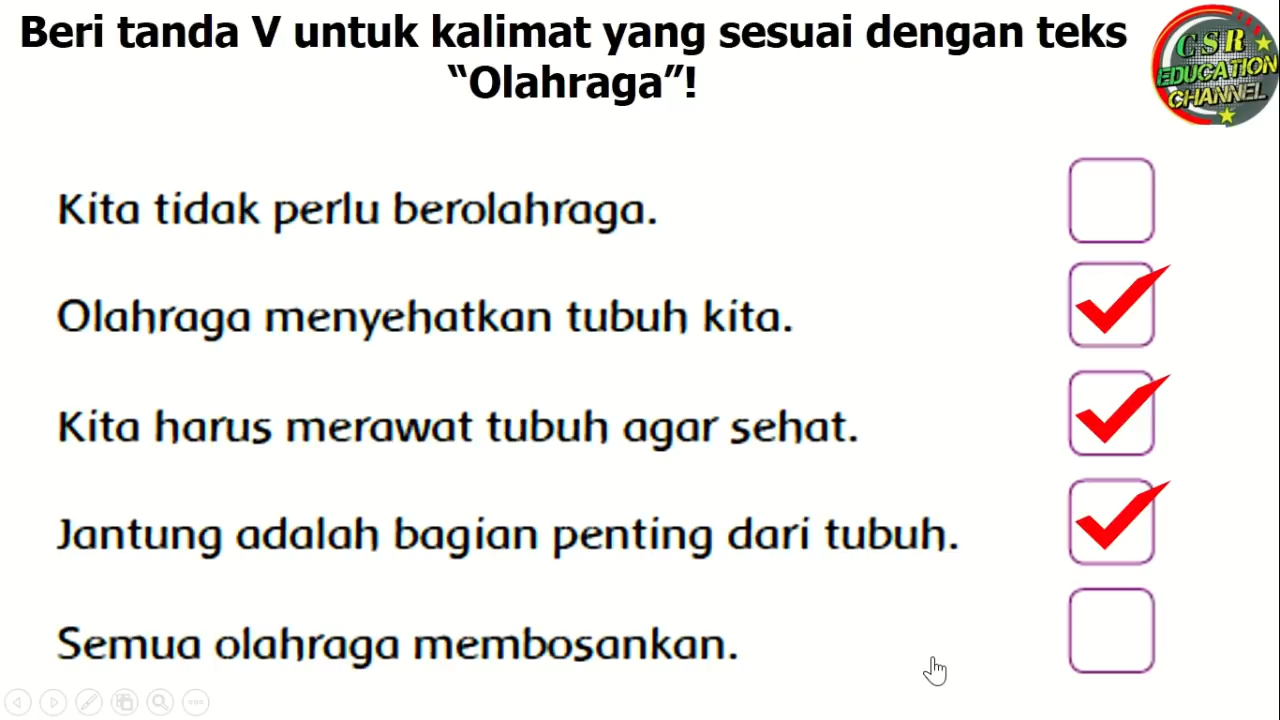 Beri tanda V untuk kalimat yang sesuai dengan teks
“Olahraga”!
CSR
EDUCATION
CHANNEL
Kita tidak perlu berolahraga.
Olahraga menyehatkan tubuh kita.
Kita harus merawat tubuh agar sehat.
Jantung adalah bagian penting dari tubuh.
Semua olahraga membosankan.